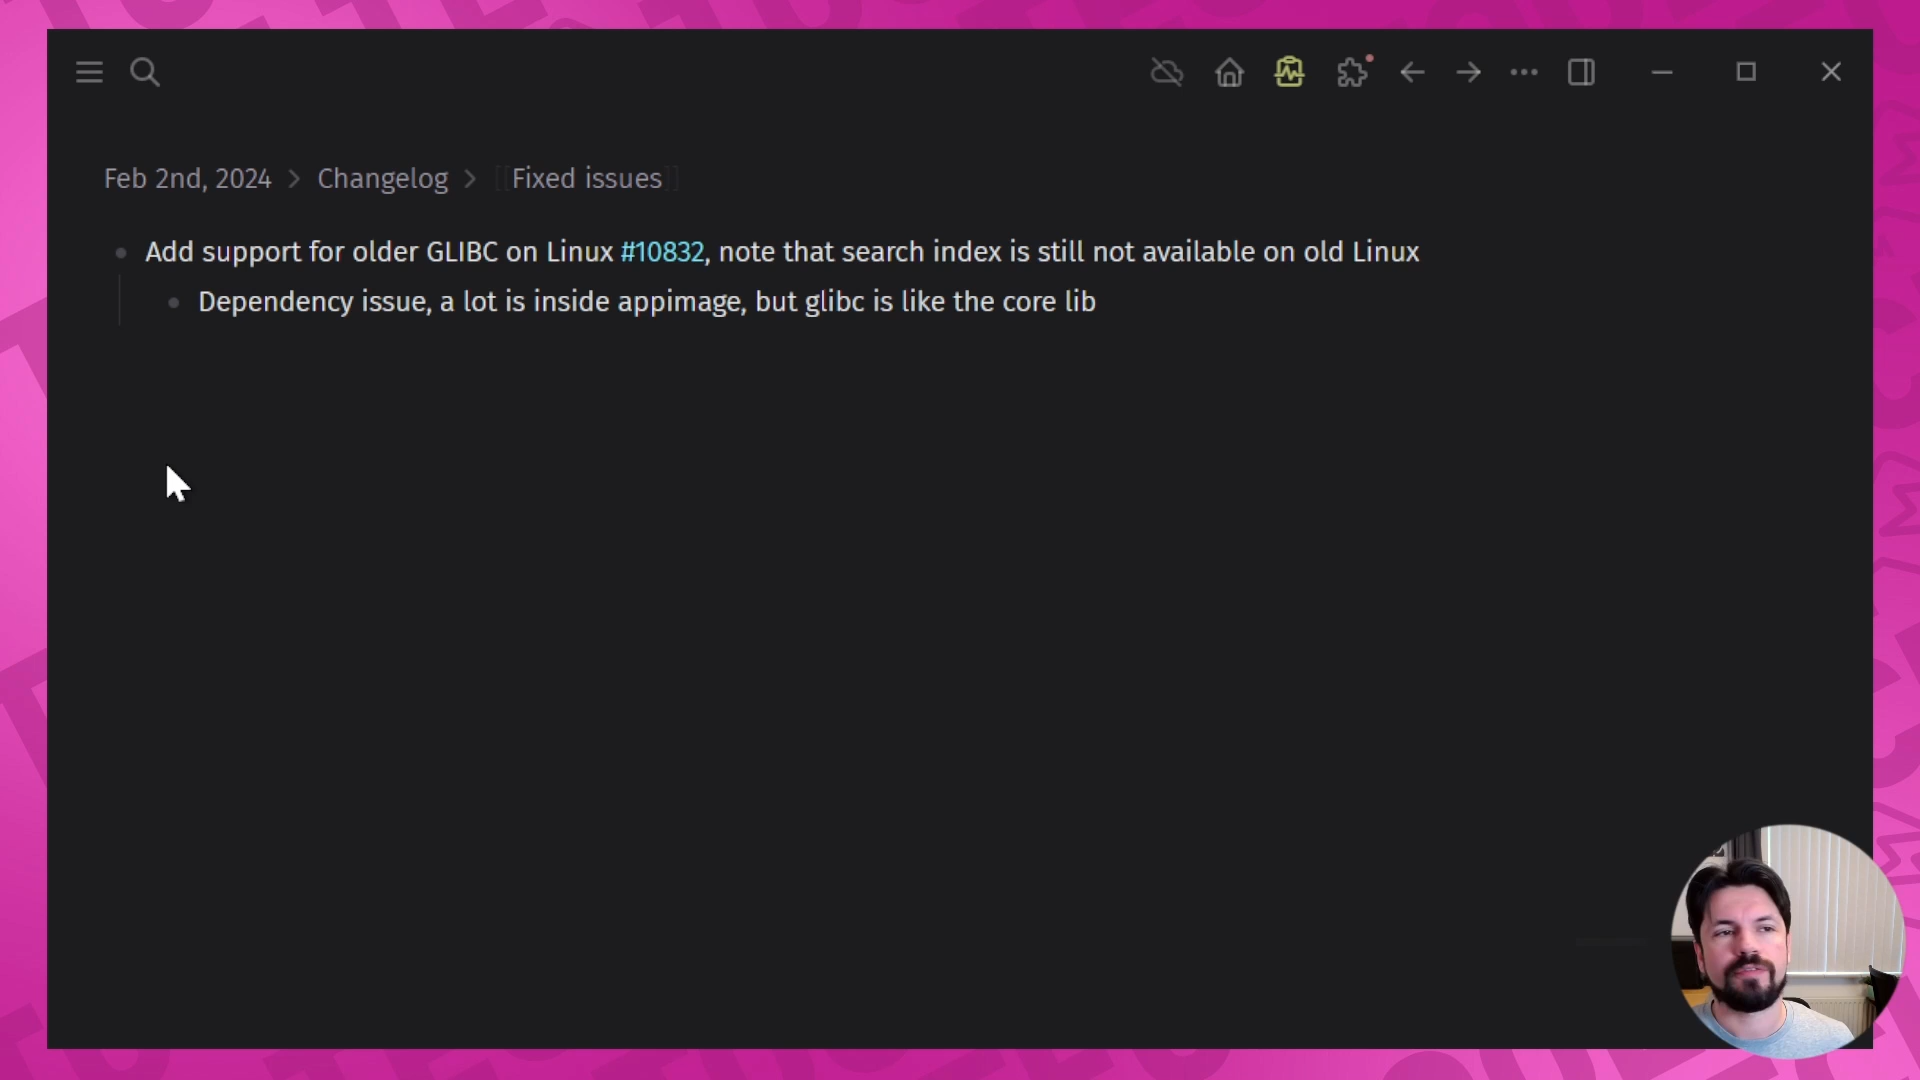 Feb 2nd, 2024 > Changelog > [[Fixed issues]]
Add support for older GLIBC on Linux #10832, note that search index is still not available on old Linux
Dependency issue, a lot is inside appimage, but glibc is like the core lib